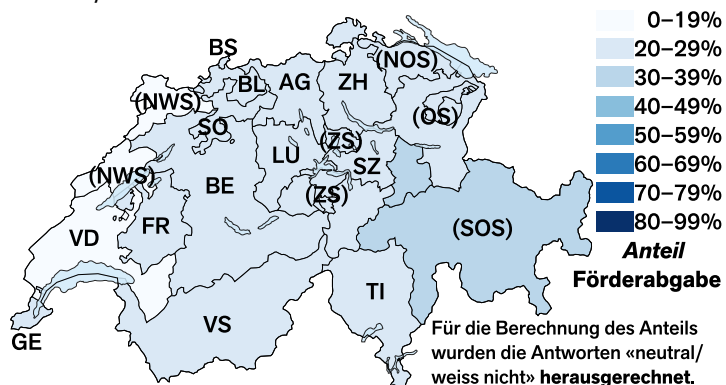 0–19%
20–29%
30–39%
40–49%
50–59%
60–69%
70–79%
80–99%
Anteil
Förderabgabe
BS
(NOS)
BL
AG
ZH
(NWS)
(OS)
SO
(ZS)
LU
SZ
(NWS)
BE
(ZS)
FR
VD
(SOS)
TI
VS
GE
Für die Berechnung des Anteils
wurden die Antworten «neutral/
weiss nicht» herausgerechnet.